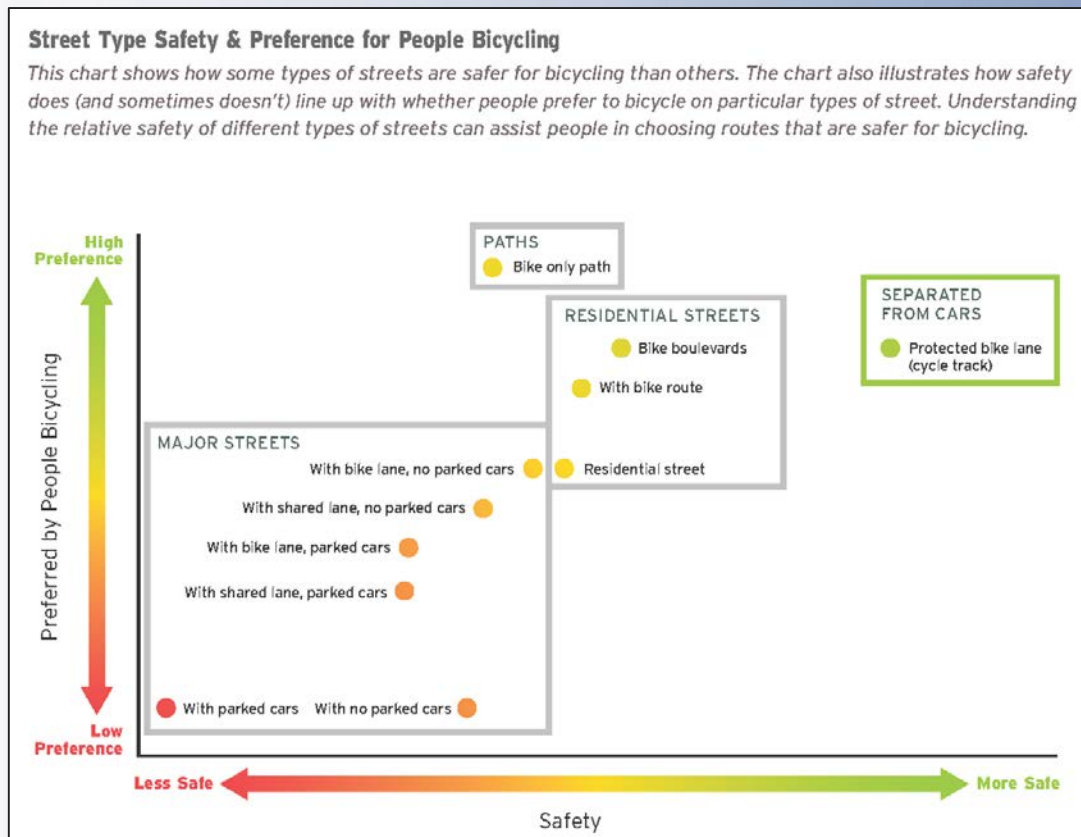 Street Type Safety & Preference for People Bicycling
This chart shows how some types of streets are safer for bicycling than others. The chart also illustrates how safety
does (and sometimes doesn't) line up with whether people prefer to bicycle on particular types of street. Understanding
the relative safety of different types of streets can assist people in choosing routes that are safer for bicycling.
High
Preference
Preferred by People Bicycling
Low
Preference
PATHS
Bike only path
RESIDENTIAL STREETS
Bike boulevards
With bike route
Residential street
SEPARATED
FROM CARS
Protected bike lane
(cycle track)
MAJOR STREETS
With bike lane, no parked cars
With shared lane, no parked cars
With bike lane, parked cars
With shared lane, parked cars
With parked cars
With no parked cars
Less Safe
More Safe
Safety